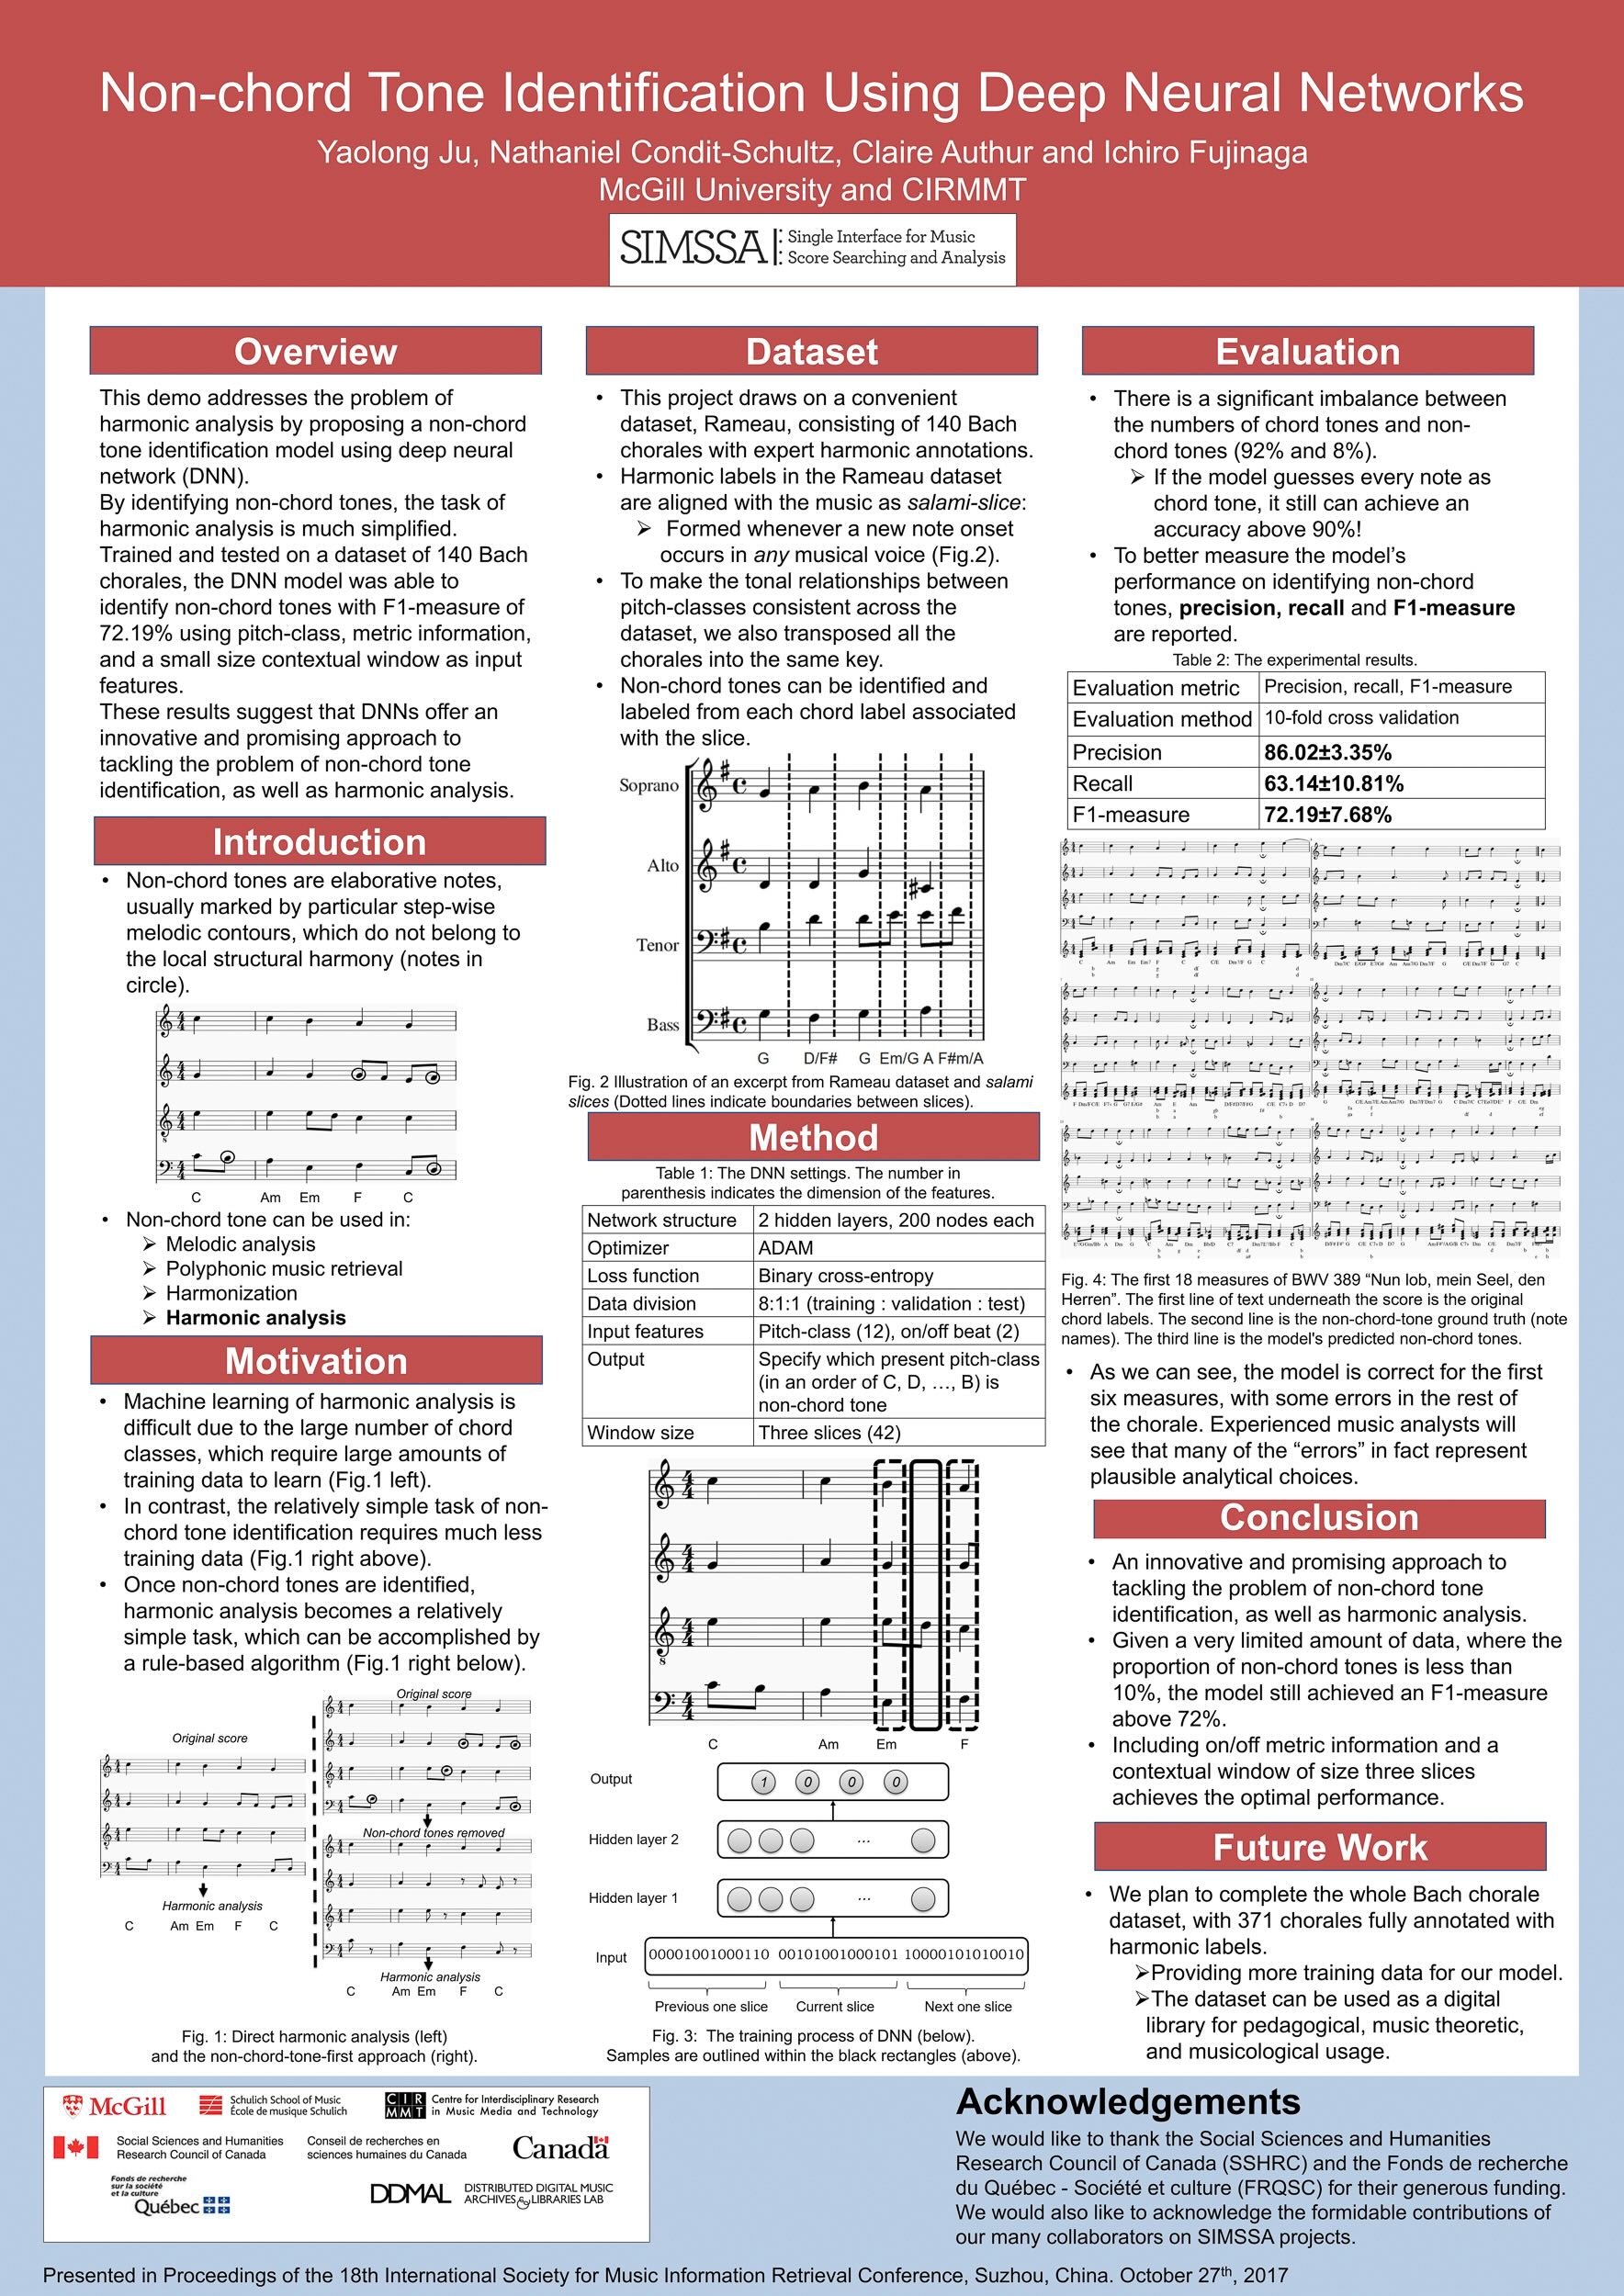 Non-chord Tone Identification Using Deep Neural Networks
Yaolong Ju, Nathaniel Condit-Schultz, Claire Authur and Ichiro Fujinaga
McGill University and CIRMMT
SIMSSA
Single Interface for Music
Score Searching and Analysis
Overview
This demo addresses the problem of
harmonic analysis by proposing a non-chord
tone identification model using deep neural
network (DNN).
By identifying non-chord tones, the task of
harmonic analysis is much simplified.
Trained and tested on a dataset of 140 Bach
chorales, the DNN model was able to
identify non-chord tones with F1-measure of
72.19% using pitch-class, metric information,
and a small size contextual window as input
features.
These results suggest that DNNs offer an
innovative and promising approach to
tackling the problem of non-chord tone
identification, as well as harmonic analysis.
Introduction
• Non-chord tones are elaborative notes,
usually marked by particular step-wise
melodic contours, which do not belong to
the local structural harmony (notes in
circle).
C Am Em F C
• Non-chord tone can be used in:
➢ Melodic analysis
➢ Polyphonic music retrieval
➢ Harmonization
➢ Harmonic analysis
Motivation
• Machine learning of harmonic analysis is
difficult due to the large number of chord
classes, which require large amounts of
training data to learn (Fig.1 left).
• In contrast, the relatively simple task of non-
chord tone identification requires much less
training data (Fig.1 right above).
• Once non-chord tones are identified,
harmonic analysis becomes a relatively
simple task, which can be accomplished by
a rule-based algorithm (Fig.1 right below).
Original score
Harmonic analysis
C Am Em F C
Original score
Non-chord tones removed
Harmonic analysis
C Am Em F C
Fig. 1: Direct harmonic analysis (left)
and the non-chord-tone-first approach (right).
Dataset
• This project draws on a convenient
dataset, Rameau, consisting of 140 Bach
chorales with expert harmonic annotations.
• Harmonic labels in the Rameau dataset
are aligned with the music as salami-slice:
➢ Formed whenever a new note onset
occurs in any musical voice (Fig.2).
• To make the tonal relationships between
pitch-classes consistent across the
dataset, we also transposed all the
chorales into the same key.
• Non-chord tones can be identified and
labeled from each chord label associated
with the slice.
Soprano
Alto
Tenor
Bass
G D/F# G Em/G A F#m/A
Fig. 2 Illustration of an excerpt from Rameau dataset and salami
slices (Dotted lines indicate boundaries between slices).
Method
Table 1: The DNN settings. The number in
parenthesis indicates the dimension of the features.
Network structure 2 hidden layers, 200 nodes each
Optimizer ADAM
Loss function Binary cross-entropy
Data division 8:1:1 (training : validation : test)
Input features Pitch-class (12), on/off beat (2)
Output Specify which present pitch-class
(in an order of C, D, …, B) is
non-chord tone
Window size Three slices (42)
C Am Em F
Output 1 0 0 0
Hidden layer 2 ...
Hidden layer 1 ...
Input 00001001000110 00101001000101 10000101010010
Previous one slice Current slice Next one slice
Fig. 3: The training process of DNN (below).
Samples are outlined within the black rectangles (above).
Evaluation
• There is a significant imbalance between
the numbers of chord tones and non-
chord tones (92% and 8%).
➢ If the model guesses every note as
chord tone, it still can achieve an
accuracy above 90%!
• To better measure the model's
performance on identifying non-chord
tones, precision, recall and F1-measure
are reported.
Table 2: The experimental results.
Evaluation metric Precision, recall, F1-measure
Evaluation method 10-fold cross validation
Precision 86.02±3.35%
Recall 63.14±10.81%
F1-measure 72.19±7.68%
Fig. 4: The first 18 measures of BWV 389 “Nun lob, mein Seel, den
Herren”. The first line of text underneath the score is the original
chord labels. The second line is the non-chord-tone ground truth (note
names). The third line is the model's predicted non-chord tones.
• As we can see, the model is correct for the first
six measures, with some errors in the rest of
the chorale. Experienced music analysts will
see that many of the “errors” in fact represent
plausible analytical choices.
Conclusion
• An innovative and promising approach to
tackling the problem of non-chord tone
identification, as well as harmonic analysis.
• Given a very limited amount of data, where the
proportion of non-chord tones is less than
10%, the model still achieved an F1-measure
above 72%.
• Including on/off metric information and a
contextual window of size three slices
achieves the optimal performance.
Future Work
• We plan to complete the whole Bach chorale
dataset, with 371 chorales fully annotated with
harmonic labels.
➢Providing more training data for our model.
➢The dataset can be used as a digital
library for pedagogical, music theoretic,
and musicological usage.
McGill
Schulich School of Music
École de musique Schulich
CIRMMT
Centre for Interdisciplinary Research
in Music Media and Technology
Social Sciences and Humanities
Research Council of Canada
Conseil de recherches en
sciences humaines du Canada
Canada
Fonds de recherche
sur la société
et la culture
Québec
DDMAL
DISTRIBUTED DIGITAL MUSIC
ARCHIVES & LIBRARIES LAB
Acknowledgements
We would like to thank the Social Sciences and Humanities
Research Council of Canada (SSHRC) and the Fonds de recherche
du Québec - Société et culture (FRQSC) for their generous funding.
We would also like to acknowledge the formidable contributions of
our many collaborators on SIMSSA projects.
Presented in Proceedings of the 18th International Society for Music Information Retrieval Conference, Suzhou, China. October 27th, 2017